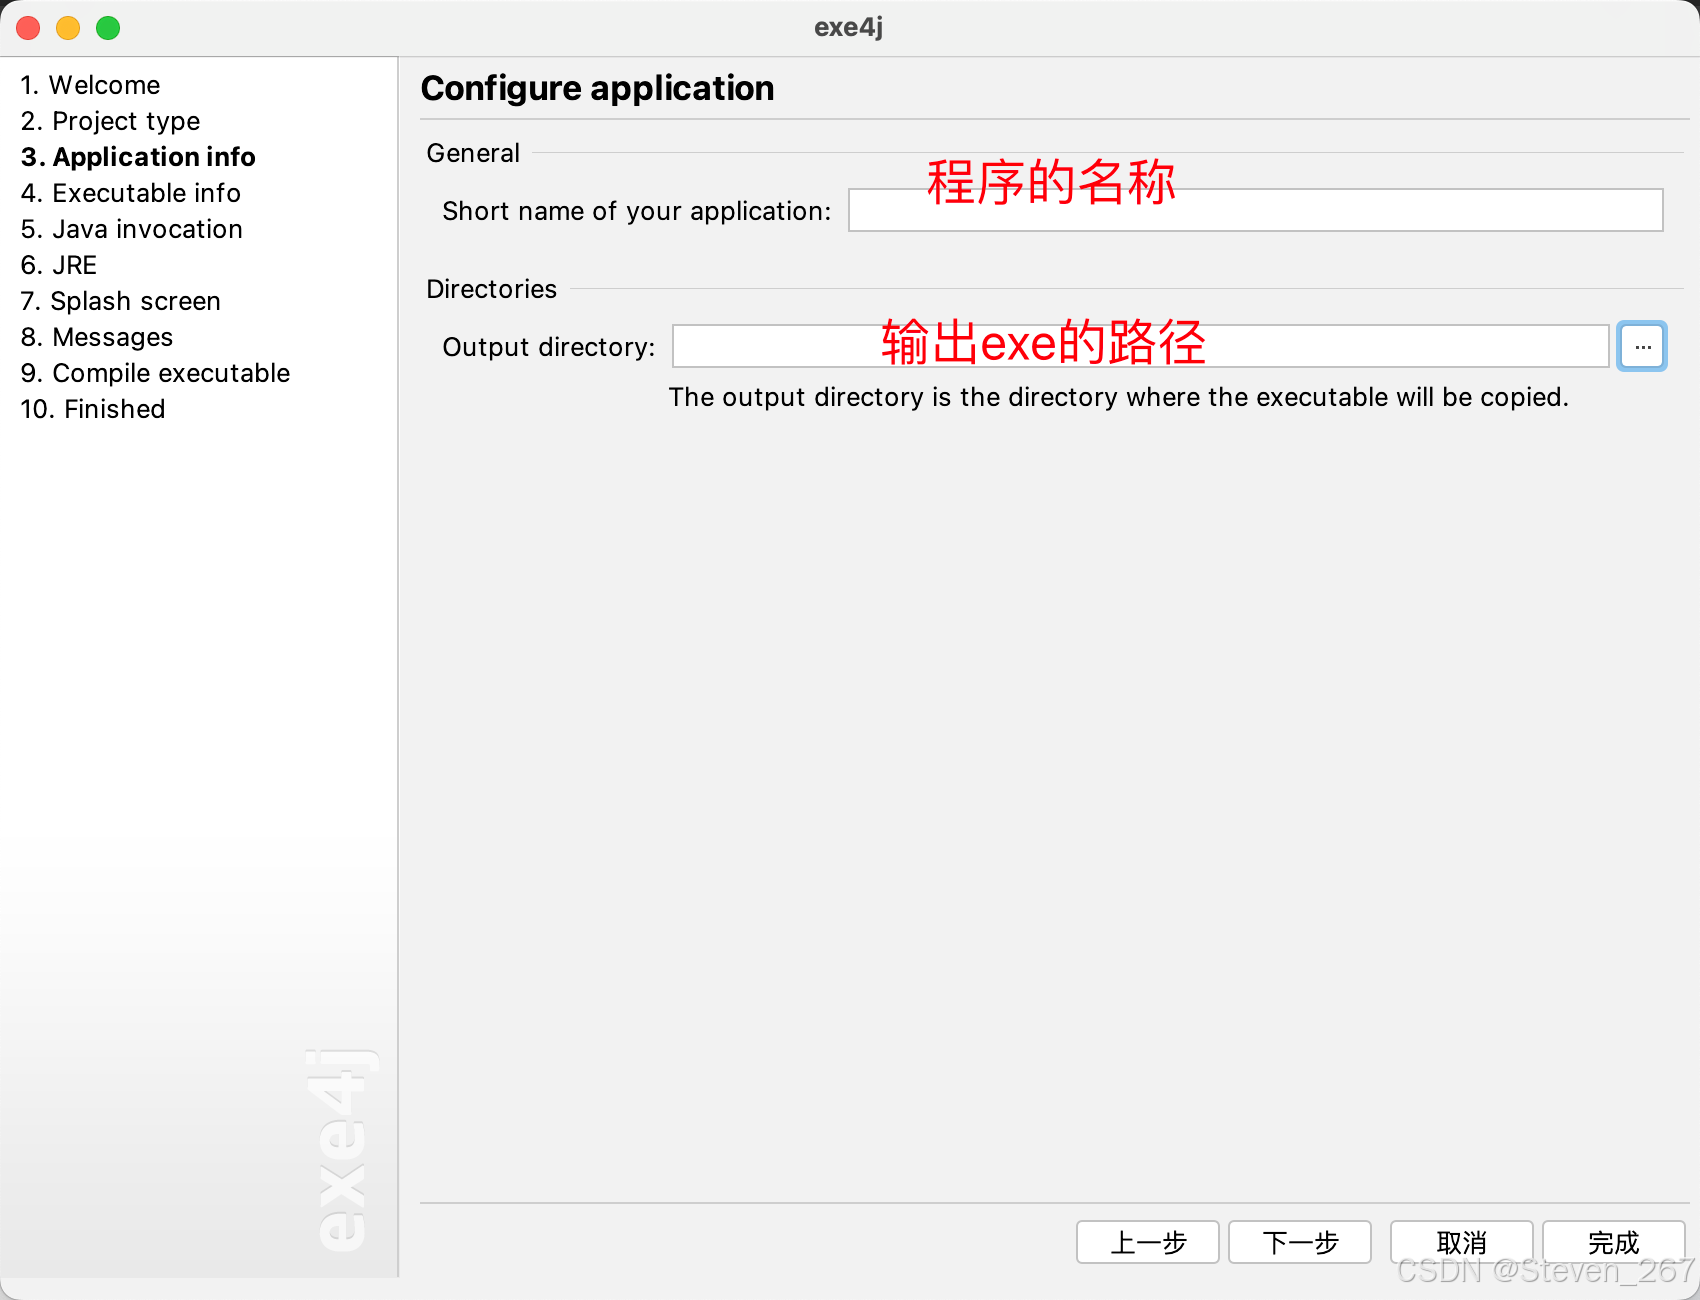 exe4j
1. Welcome
2. Project type
3. Application info
4. Executable info
5. Java invocation
6. JRE
7. Splash screen
8. Messages
9. Compile executable
10. Finished
exe4j
Configure application
General
程序的名称
Short name of your application:
Directories
Output directory:
输出exe的路径
...
The output directory is the directory where the executable will be copied.
上一步
下一步
取消
完成
CSDN @Steven_267